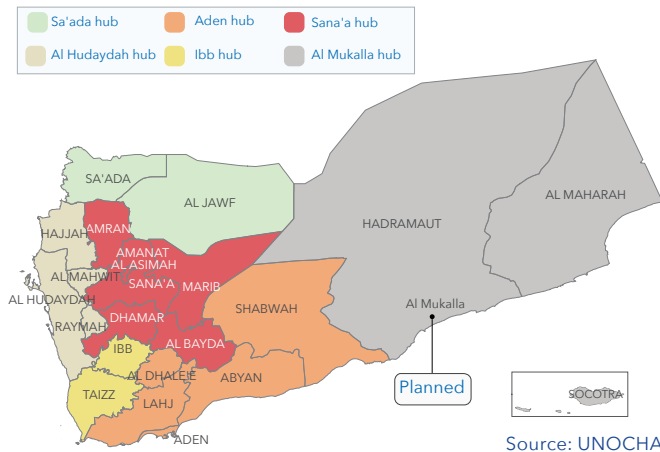 Sa'ada hub
Aden hub
Sana'a hub
Al Hudaydah hub
Ibb hub
Al Mukalla hub
SA'ADA
AL JAWF
HADRAMAUT
AL MAHARAH
HAJJAH
AMRAN
AMANAT
AL ASIMAH
ALMAHWIT
SANA'A
MARIB
AL HUDAYDAH
RAYMAH
DHAMAR
SHABWAH
Al Mukalla
AL BAYDA
IBB
AL DHALE'E
ABYAN
TAIZZ
LAHJ
ADEN
Planned
SOCOTRA
Source: UNOCHA